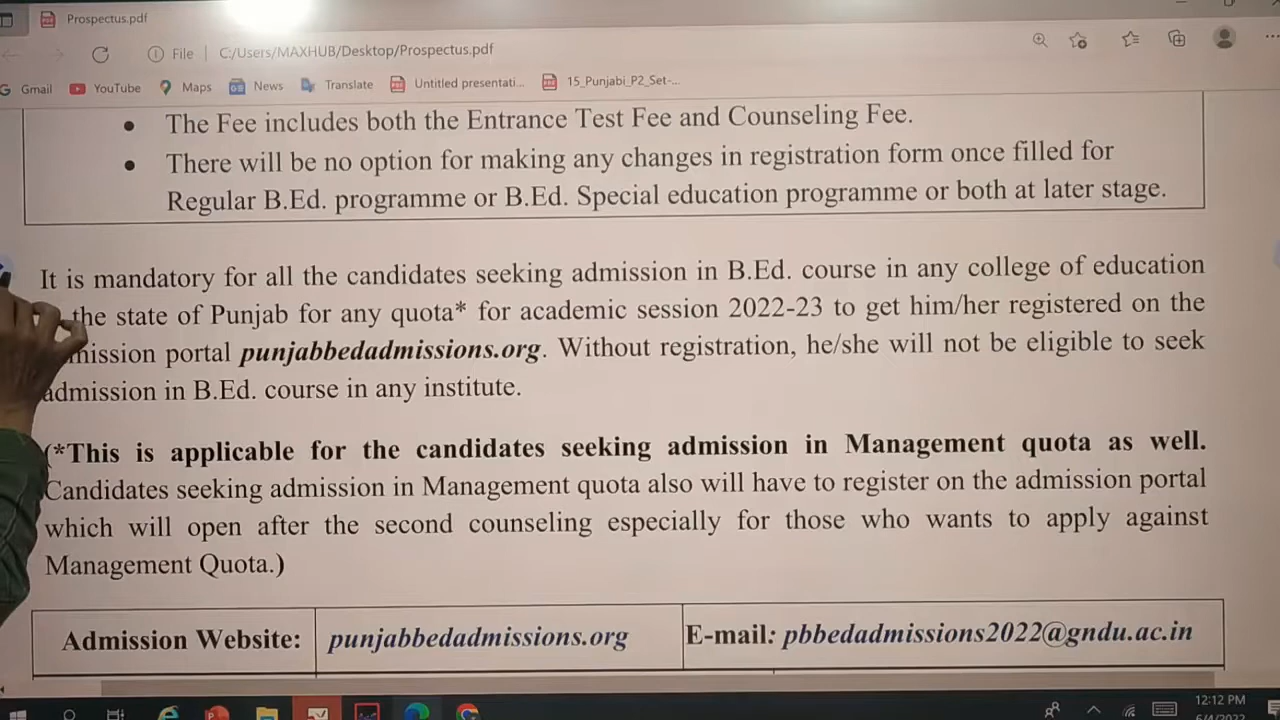 Prospectus.pdf
File | C:/Users/MAXHUB/Desktop/Prospectus.pdf
G Gmail YouTube Maps News Translate Untitled presentati... 15_Punjabi_P2_Set-...
• The Fee includes both the Entrance Test Fee and Counseling Fee.
• There will be no option for making any changes in registration form once filled for
Regular B.Ed. programme or B.Ed. Special education programme or both at later stage.
It is mandatory for all the candidates seeking admission in B.Ed. course in any college of education
the state of Punjab for any quota* for academic session 2022-23 to get him/her registered on the
mission portal punjabbedadmissions.org. Without registration, he/she will not be eligible to seek
admission in B.Ed. course in any institute.
(*This is applicable for the candidates seeking admission in Management quota as well.
Candidates seeking admission in Management quota also will have to register on the admission portal
which will open after the second counseling especially for those who wants to apply against
Management Quota.)
Admission Website: punjabbedadmissions.org E-mail: pbbedadmissions2022@gndu.ac.in
12:12 PM
6/4/2022